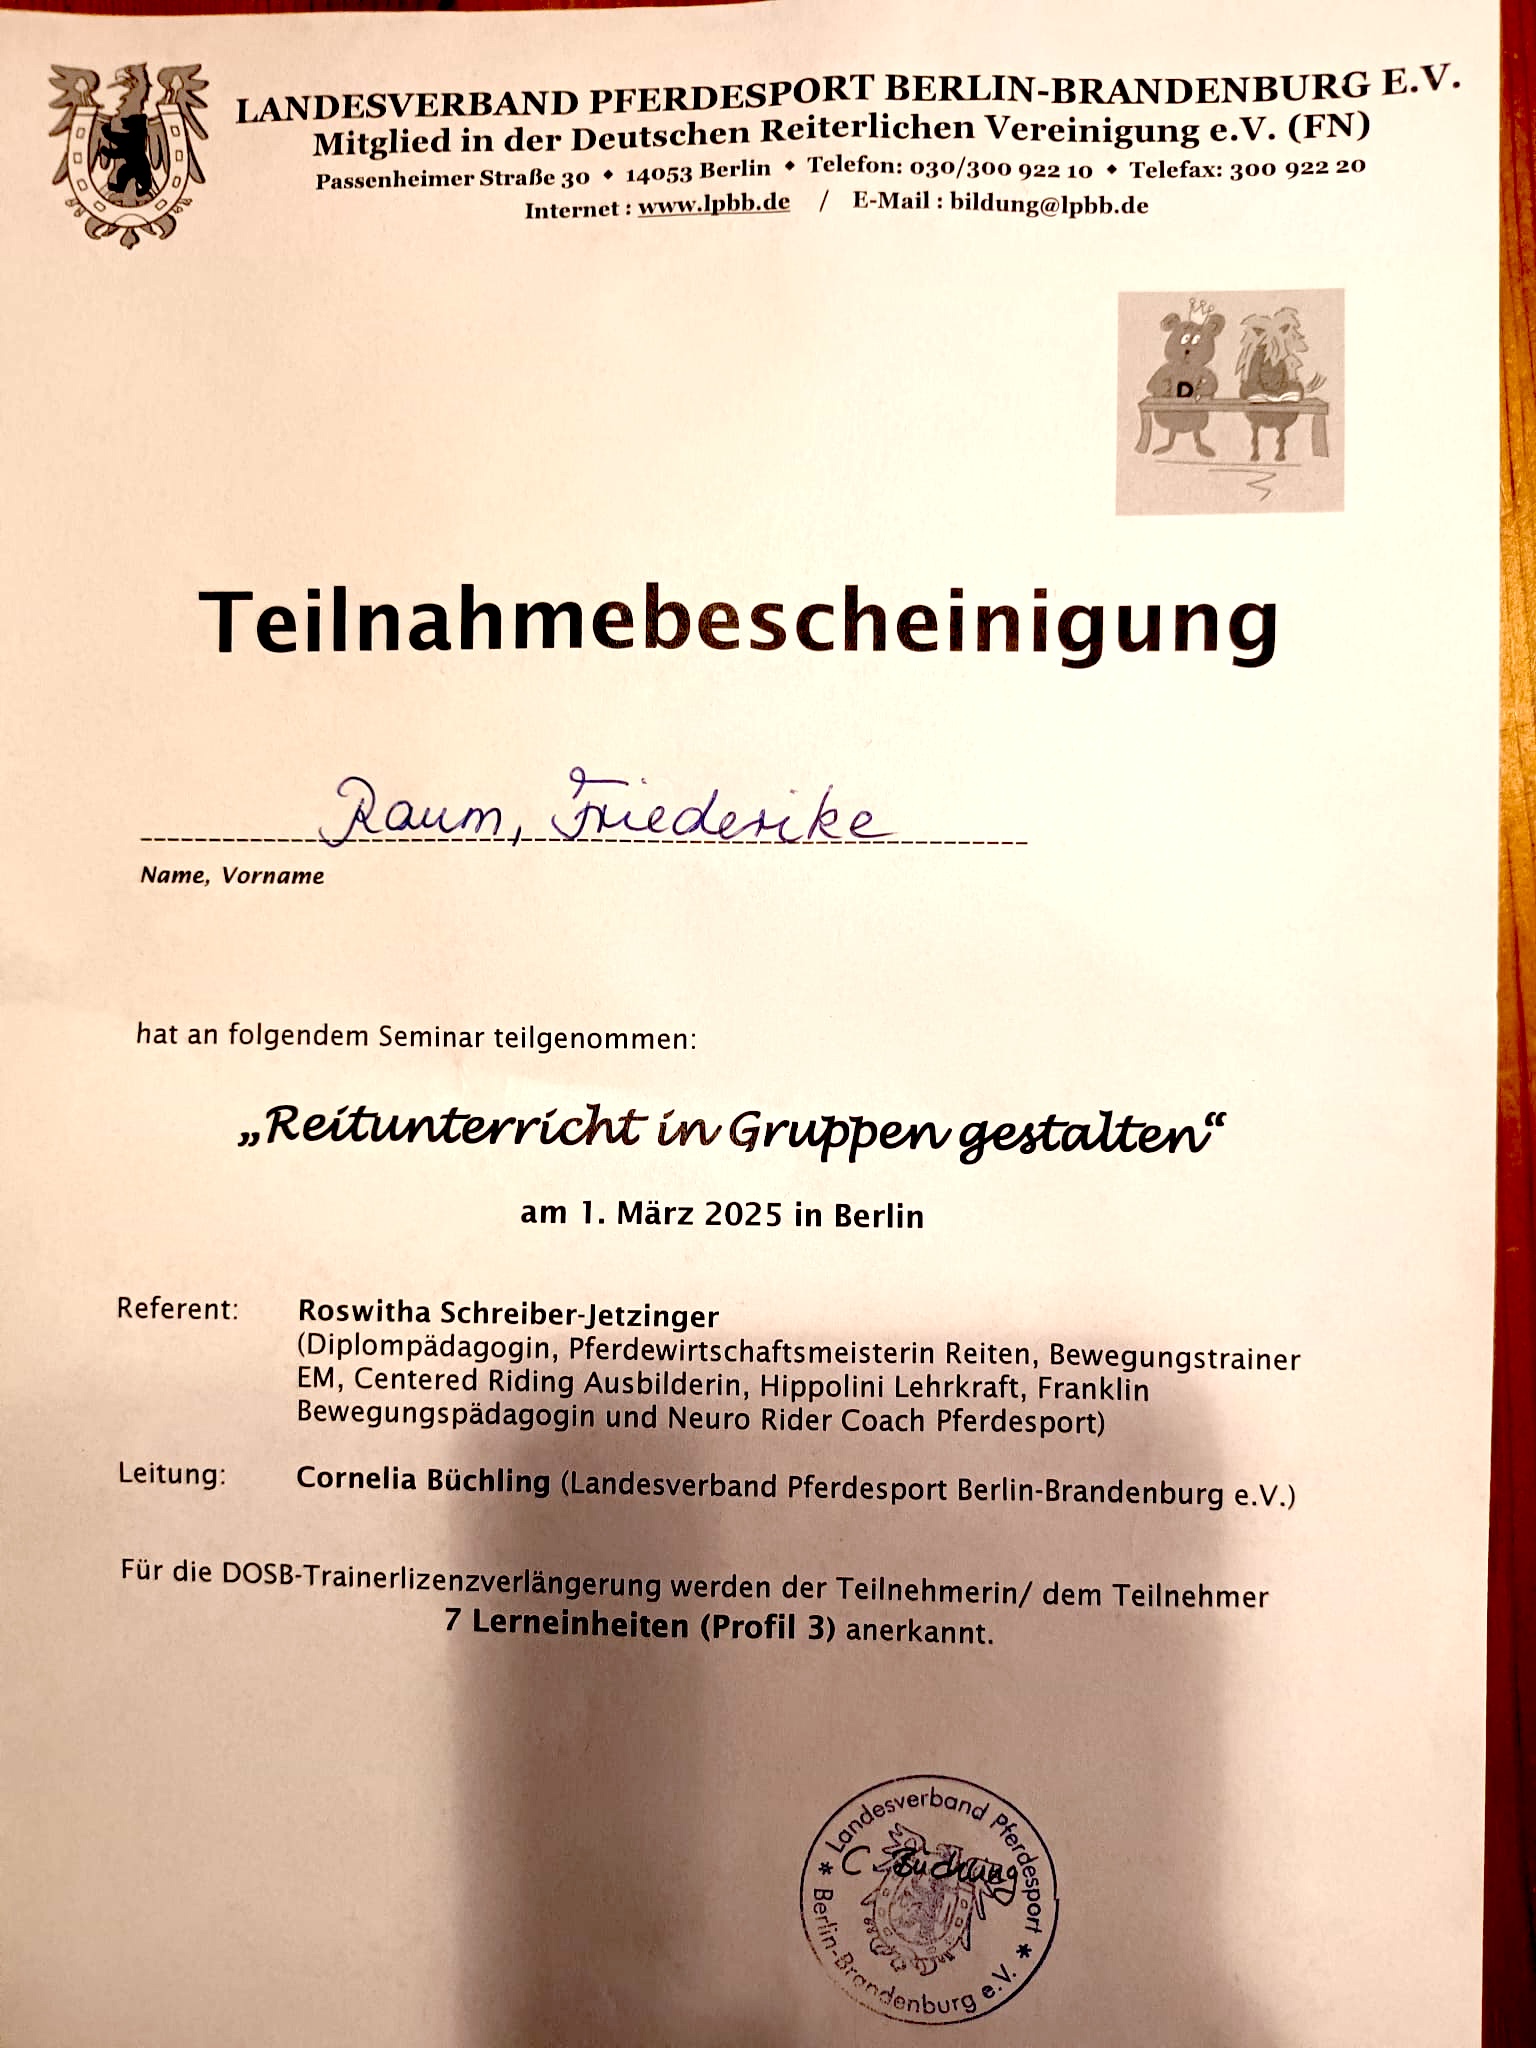 LANDESVERBAND PFERDESPORT BERLIN-BRANDENBURG E.V.
Mitglied in der Deutschen Reiterlichen Vereinigung e.V. (FN)
Passenheimer Straße 30 ◆ 14053 Berlin ◆ Telefon: 030/300 922 10 ◆ Telefax: 300 922 20
Internet : www.lpbb.de / E-Mail : bildung@lpbb.de
D
Teilnahmebescheinigung
Raum, Friederike
Name, Vorname
hat an folgendem Seminar teilgenommen:
„Reitunterricht in Gruppen gestalten“
am 1. März 2025 in Berlin
Referent: Roswitha Schreiber-Jetzinger
(Diplompädagogin, Pferdewirtschaftsmeisterin Reiten, Bewegungstrainer
EM, Centered Riding Ausbilderin, Hippolini Lehrkraft, Franklin
Bewegungspädagogin und Neuro Rider Coach Pferdesport)
Leitung: Cornelia Büchling (Landesverband Pferdesport Berlin-Brandenburg e.V.)
Für die DOSB-Trainerlizenzverlängerung werden der Teilnehmerin/ dem Teilnehmer
7 Lerneinheiten (Profil 3) anerkannt.
Landesverband Pferdesport
C Büchling
* Berlin-Brandenburg e.V. *